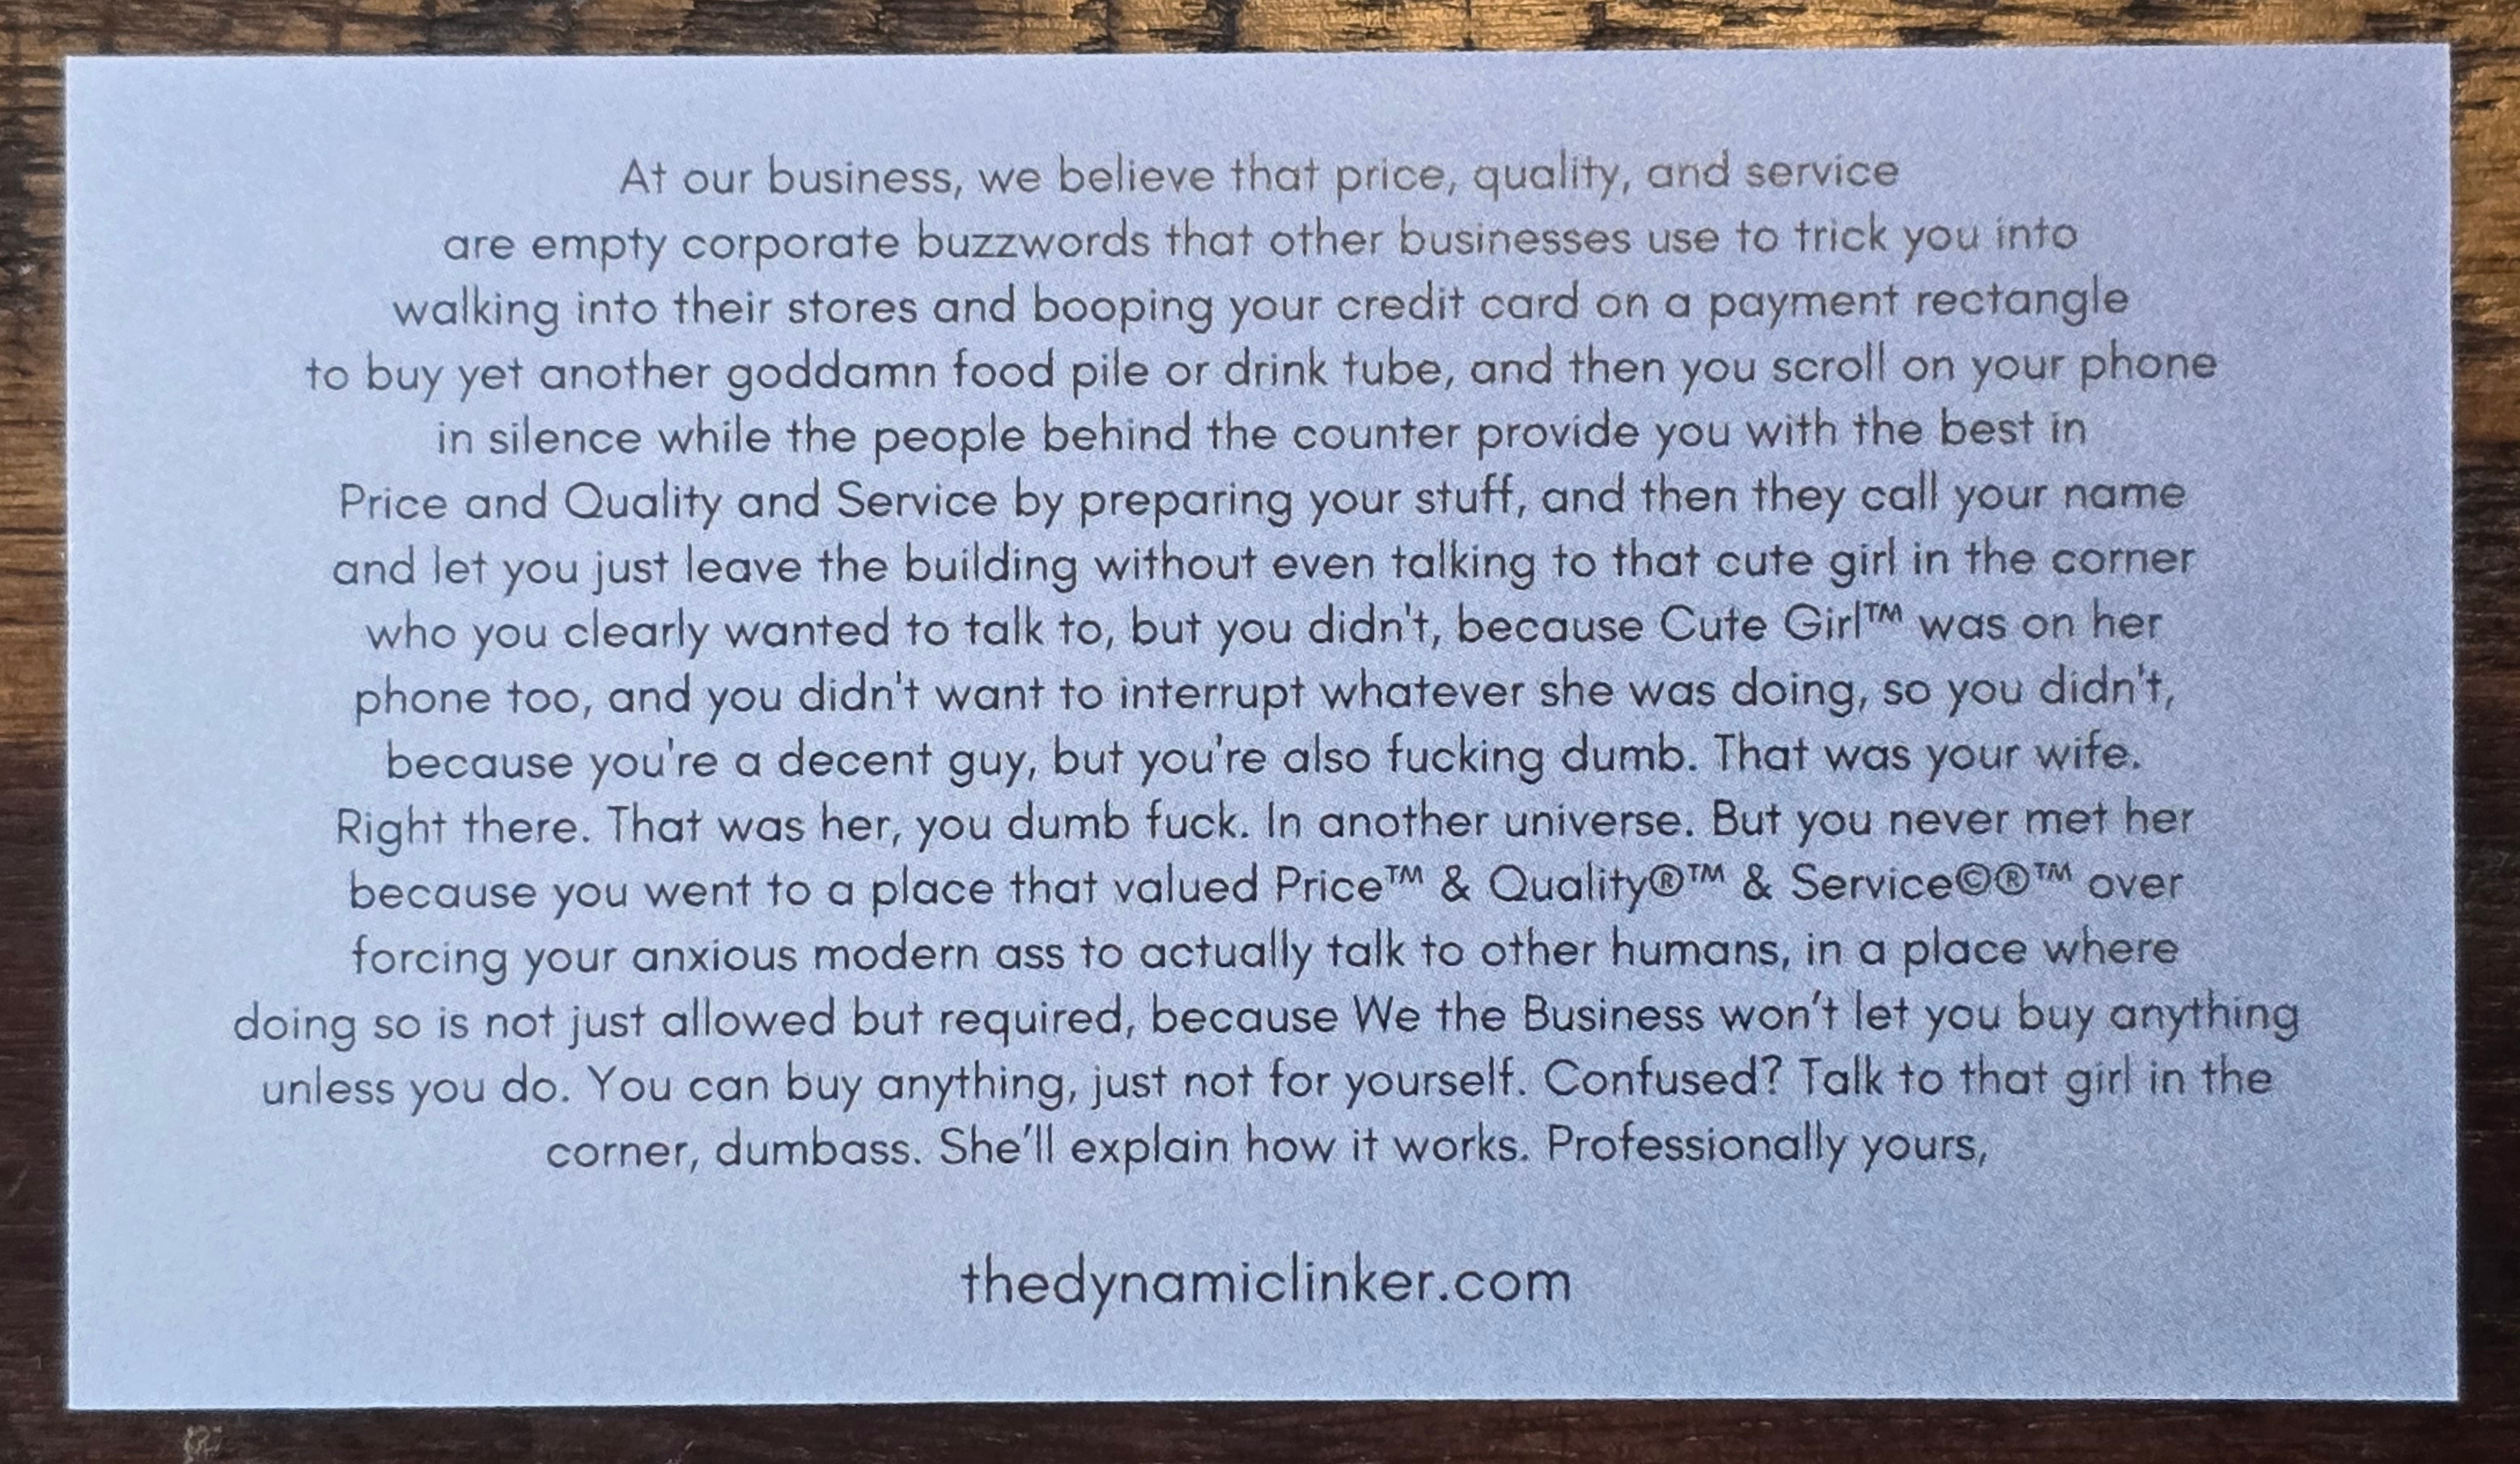 At our business, we believe that price, quality, and service
are empty corporate buzzwords that other businesses use to trick you into
walking into their stores and booping your credit card on a payment rectangle
to buy yet another goddamn food pile or drink tube, and then you scroll on your phone
in silence while the people behind the counter provide you with the best in
Price and Quality and Service by preparing your stuff, and then they call your name
and let you just leave the building without even talking to that cute girl in the corner
who you clearly wanted to talk to, but you didn't, because Cute Girl™ was on her
phone too, and you didn't want to interrupt whatever she was doing, so you didn't,
because you're a decent guy, but you're also fucking dumb. That was your wife.
Right there. That was her, you dumb fuck. In another universe. But you never met her
because you went to a place that valued Price™ & Quality®™ & Service©®™ over
forcing your anxious modern ass to actually talk to other humans, in a place where
doing so is not just allowed but required, because We the Business won’t let you buy anything
unless you do. You can buy anything, just not for yourself. Confused? Talk to that girl in the
corner, dumbass. She’ll explain how it works. Professionally yours,
thedynamiclinker.com